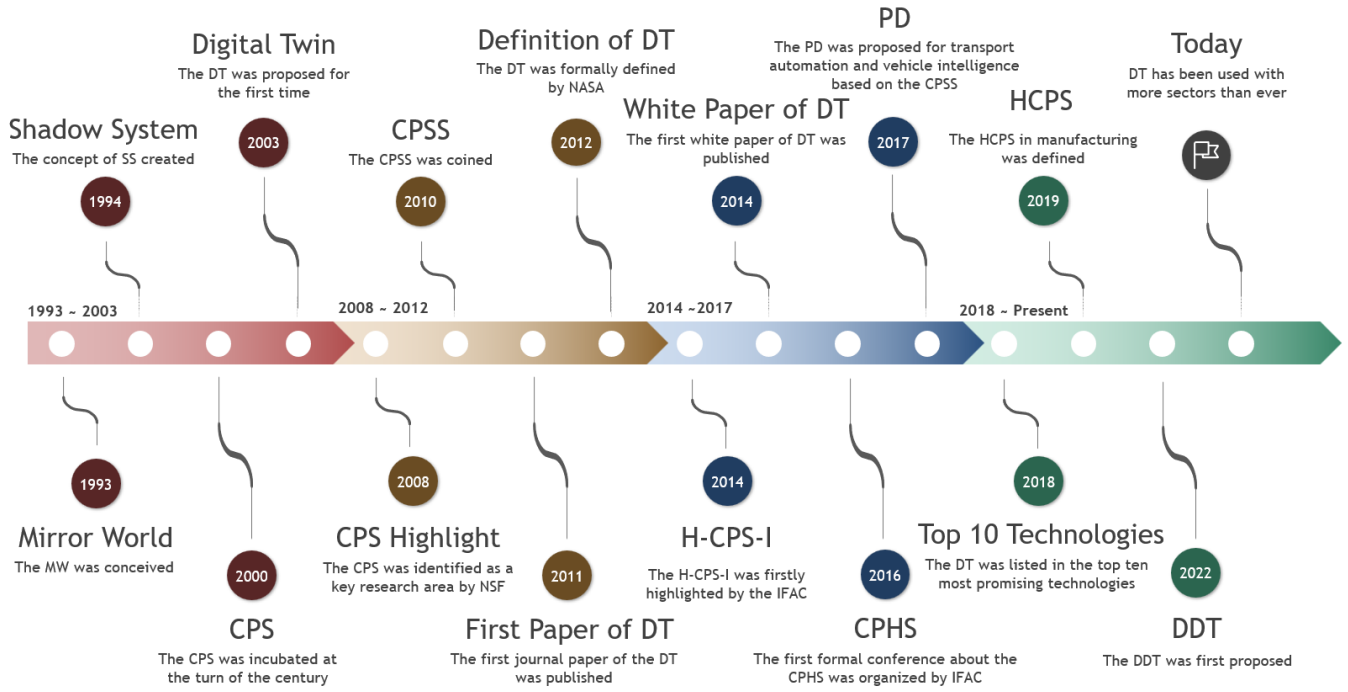 Digital Twin
The DT was proposed for
the first time
2003
Definition of DT
The DT was formally defined
by NASA
2012
PD
The PD was proposed for transport
automation and vehicle intelligence
based on the CPSS
2017
Today
DT has been used with
more sectors than ever
Shadow System
The concept of SS created
1994
CPSS
The CPSS was coined
2010
White Paper of DT
The first white paper of DT was
published
2014
HCPS
The HCPS in manufacturing
was defined
2019
1993 ~ 2003
2008 ~ 2012
2014 ~2017
2018 ~ Present
1993
Mirror World
The MW was conceived
2000
CPS
The CPS was incubated at
the turn of the century
2008
CPS Highlight
The CPS was identified as a
key research area by NSF
2011
First Paper of DT
The first journal paper of the DT
was published
2014
H-CPS-I
The H-CPS-I was firstly
highlighted by the IFAC
2016
CPHS
The first formal conference about the
CPHS was organized by IFAC
2018
Top 10 Technologies
The DT was listed in the top ten
most promising technologies
2022
DDT
The DDT was first proposed